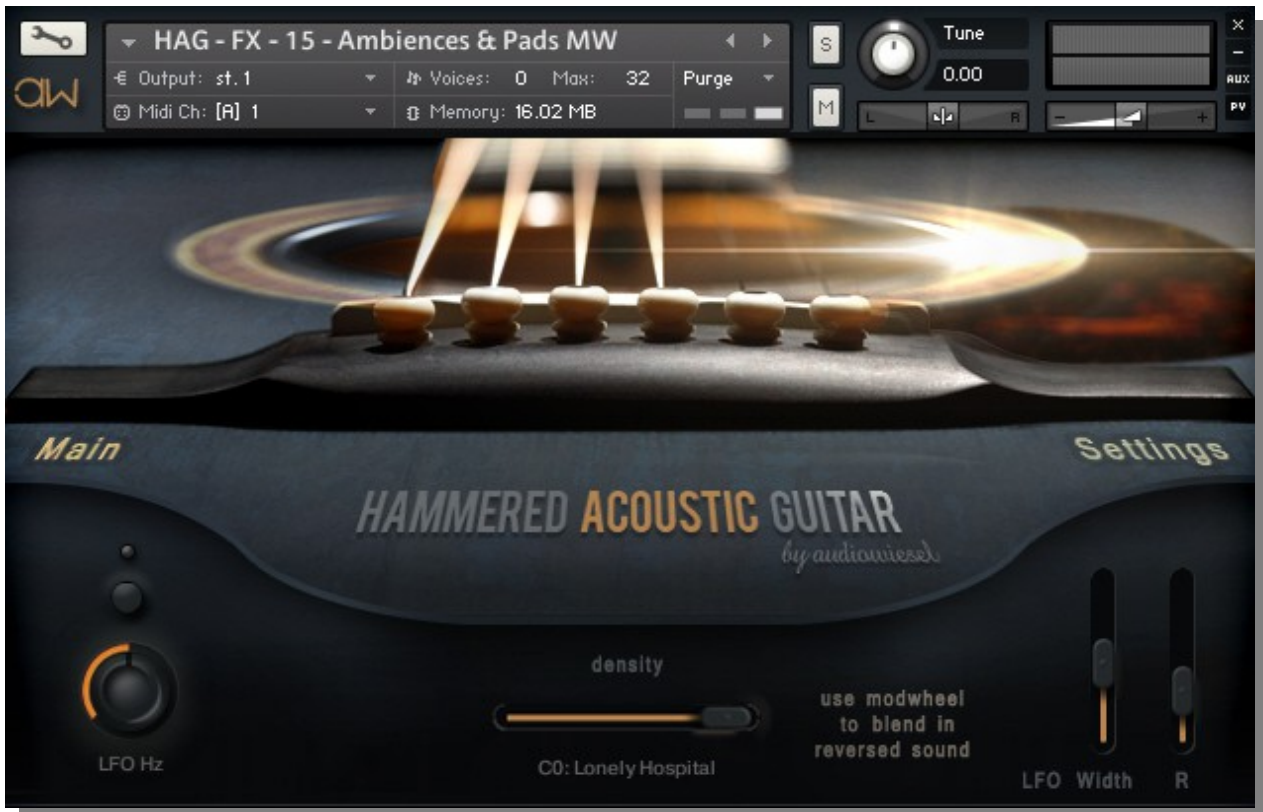 HAG - FX - 15 - Ambiences & Pads MW
S
Tune
X
Output: st. 1
Voices: 0 Max: 32
Purge
0.00
-
AUX
aw
Midi Ch: [A] 1
Memory: 16.02 MB
M
L
R
-
+
PV
Main
Settings
HAMMERED ACOUSTIC GUITAR
by audiowiesel
density
use modwheel
to blend in
reversed sound
LFO Hz
C0: Lonely Hospital
LFO Width
R